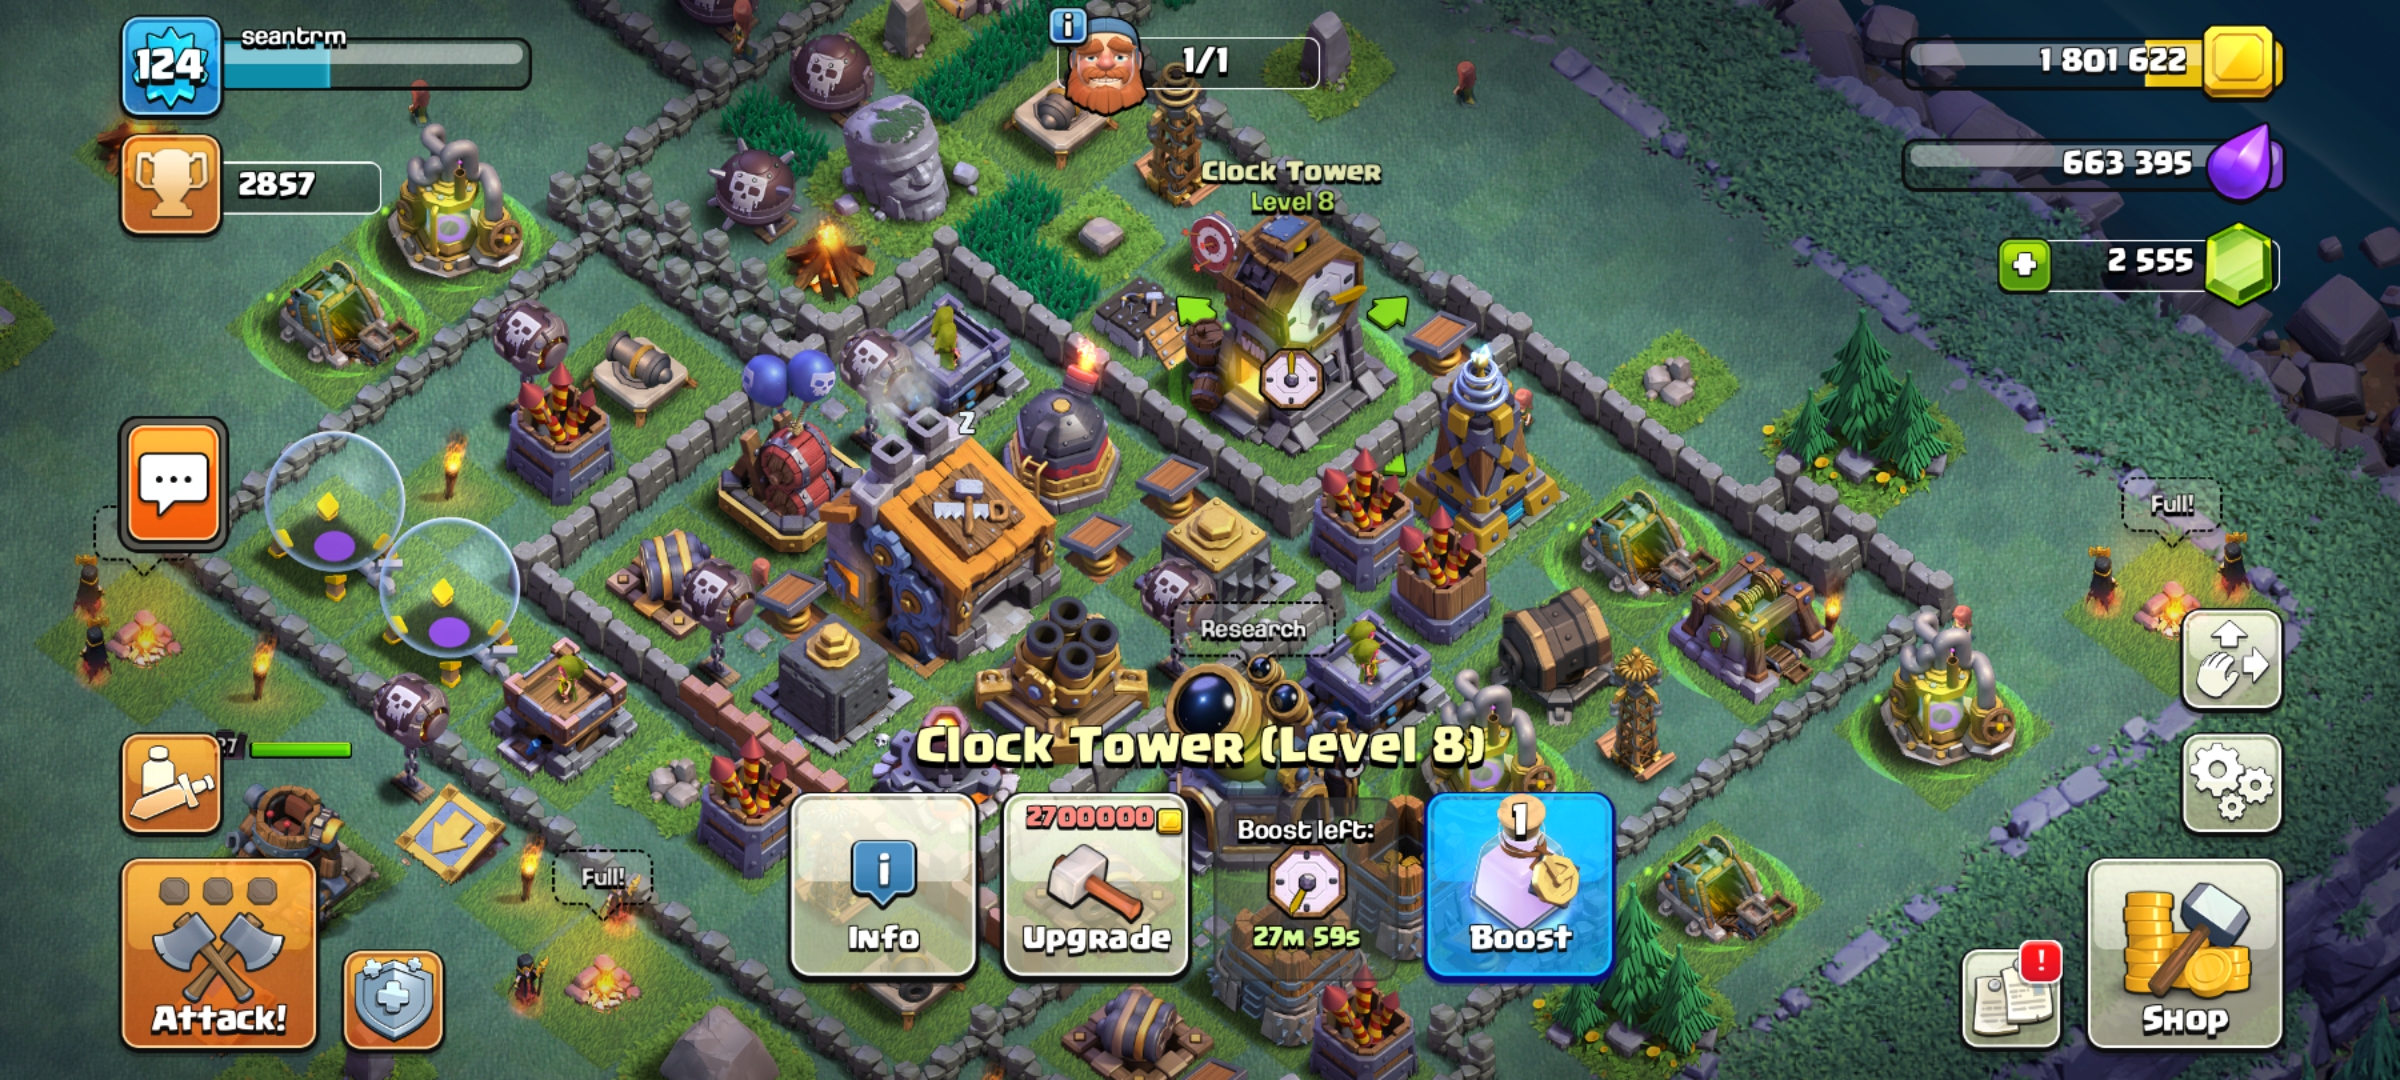 124
seantrm
1/1
1 801 622
2857
663 395
2 555
Clock Tower
Level 8
z
Full!
Research
27
Clock Tower (Level 8)
Info
2700000
Upgrade
Boost left:
27m 59s
1
Boost
Full!
Attack!
!
Shop